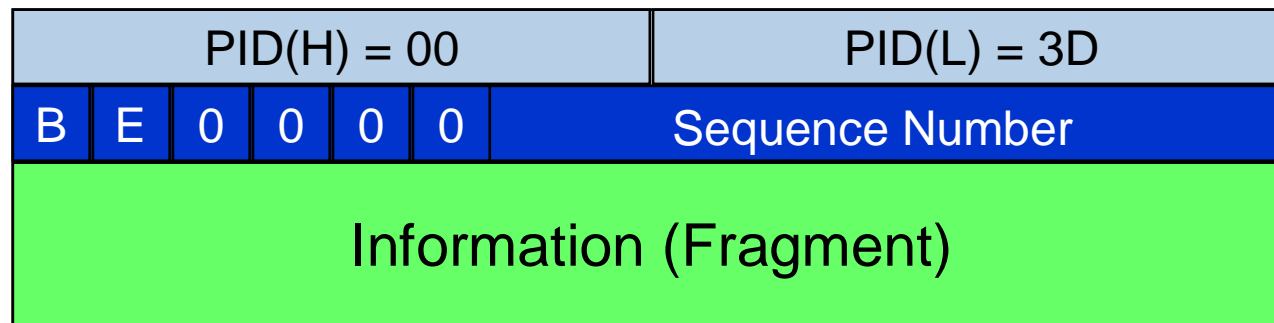 PID(H) = 00 PID(L) = 3D
B E 0 0 0 0 Sequence Number
Information (Fragment)